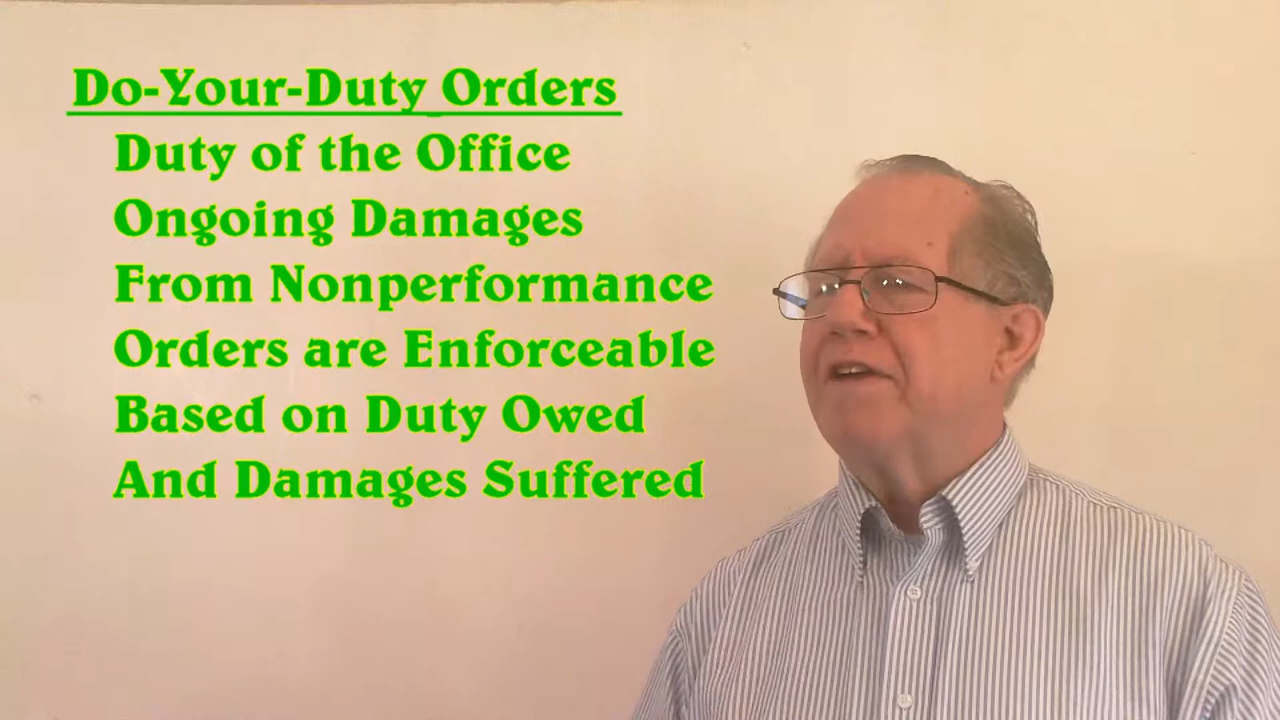 Do-Your-Duty Orders
Duty of the Office
Ongoing Damages
From Nonperformance
Orders are Enforceable
Based on Duty Owed
And Damages Suffered